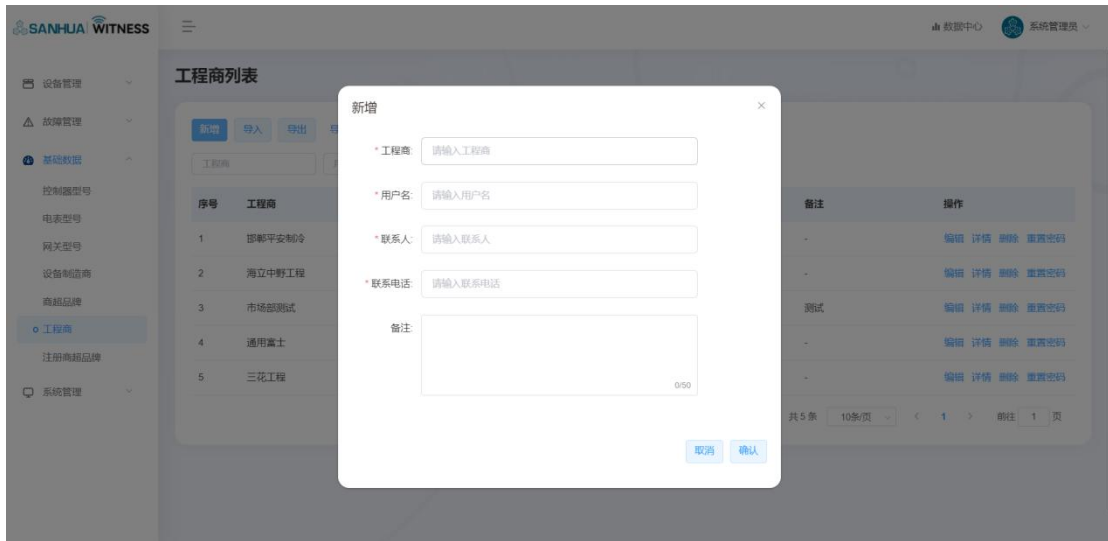 SANHUA WITNESS
数据中心 系统管理员
设备管理
故障管理
基础数据
控制器型号
电表型号
网关型号
设备制造商
商超品牌
工程商
注册商超品牌
系统管理
工程商列表
新增 导入 导出
工程商
序号 工程商 备注 操作
1 邯郸平安制冷 - 编辑 详情 删除 重置密码
2 海立中野工程 - 编辑 详情 删除 重置密码
3 市场部测试 测试 编辑 详情 删除 重置密码
4 通用富士 - 编辑 详情 删除 重置密码
5 三花工程 - 编辑 详情 删除 重置密码
共 5 条 10条/页 < 1 > 前往 1 页
新增 ×
* 工程商: 请输入工程商
* 用户名: 请输入用户名
* 联系人: 请输入联系人
* 联系电话: 请输入联系电话
备注:
0/50
取消 确认